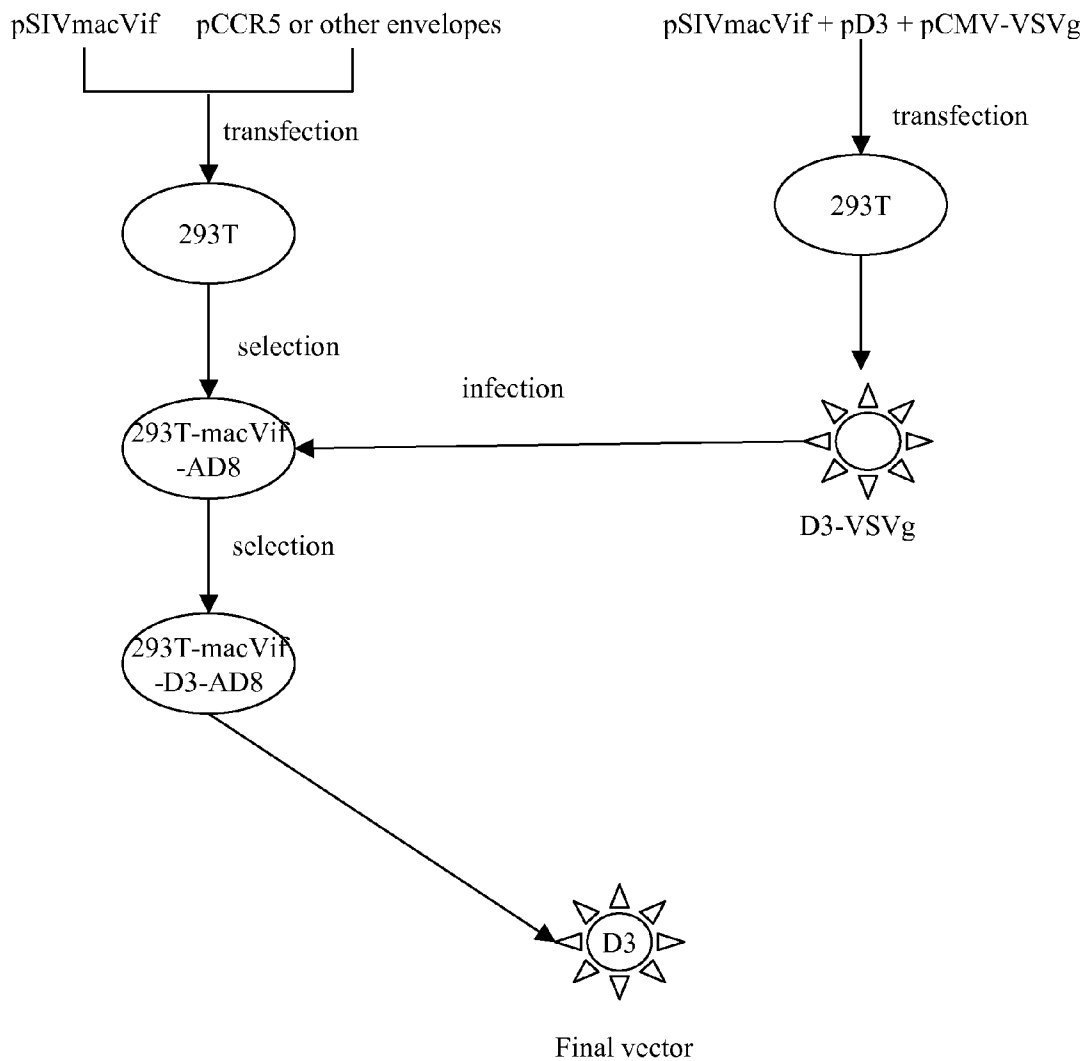 pSIVmacVif pCCR5 or other envelopes
pSIVmacVif + pD3 + pCMV-VSVg
transfection
transfection
293T
293T
selection
infection
293T-macVif
-AD8
D3-VSVg
selection
293T-macVif
-D3-AD8
D3
Final vector